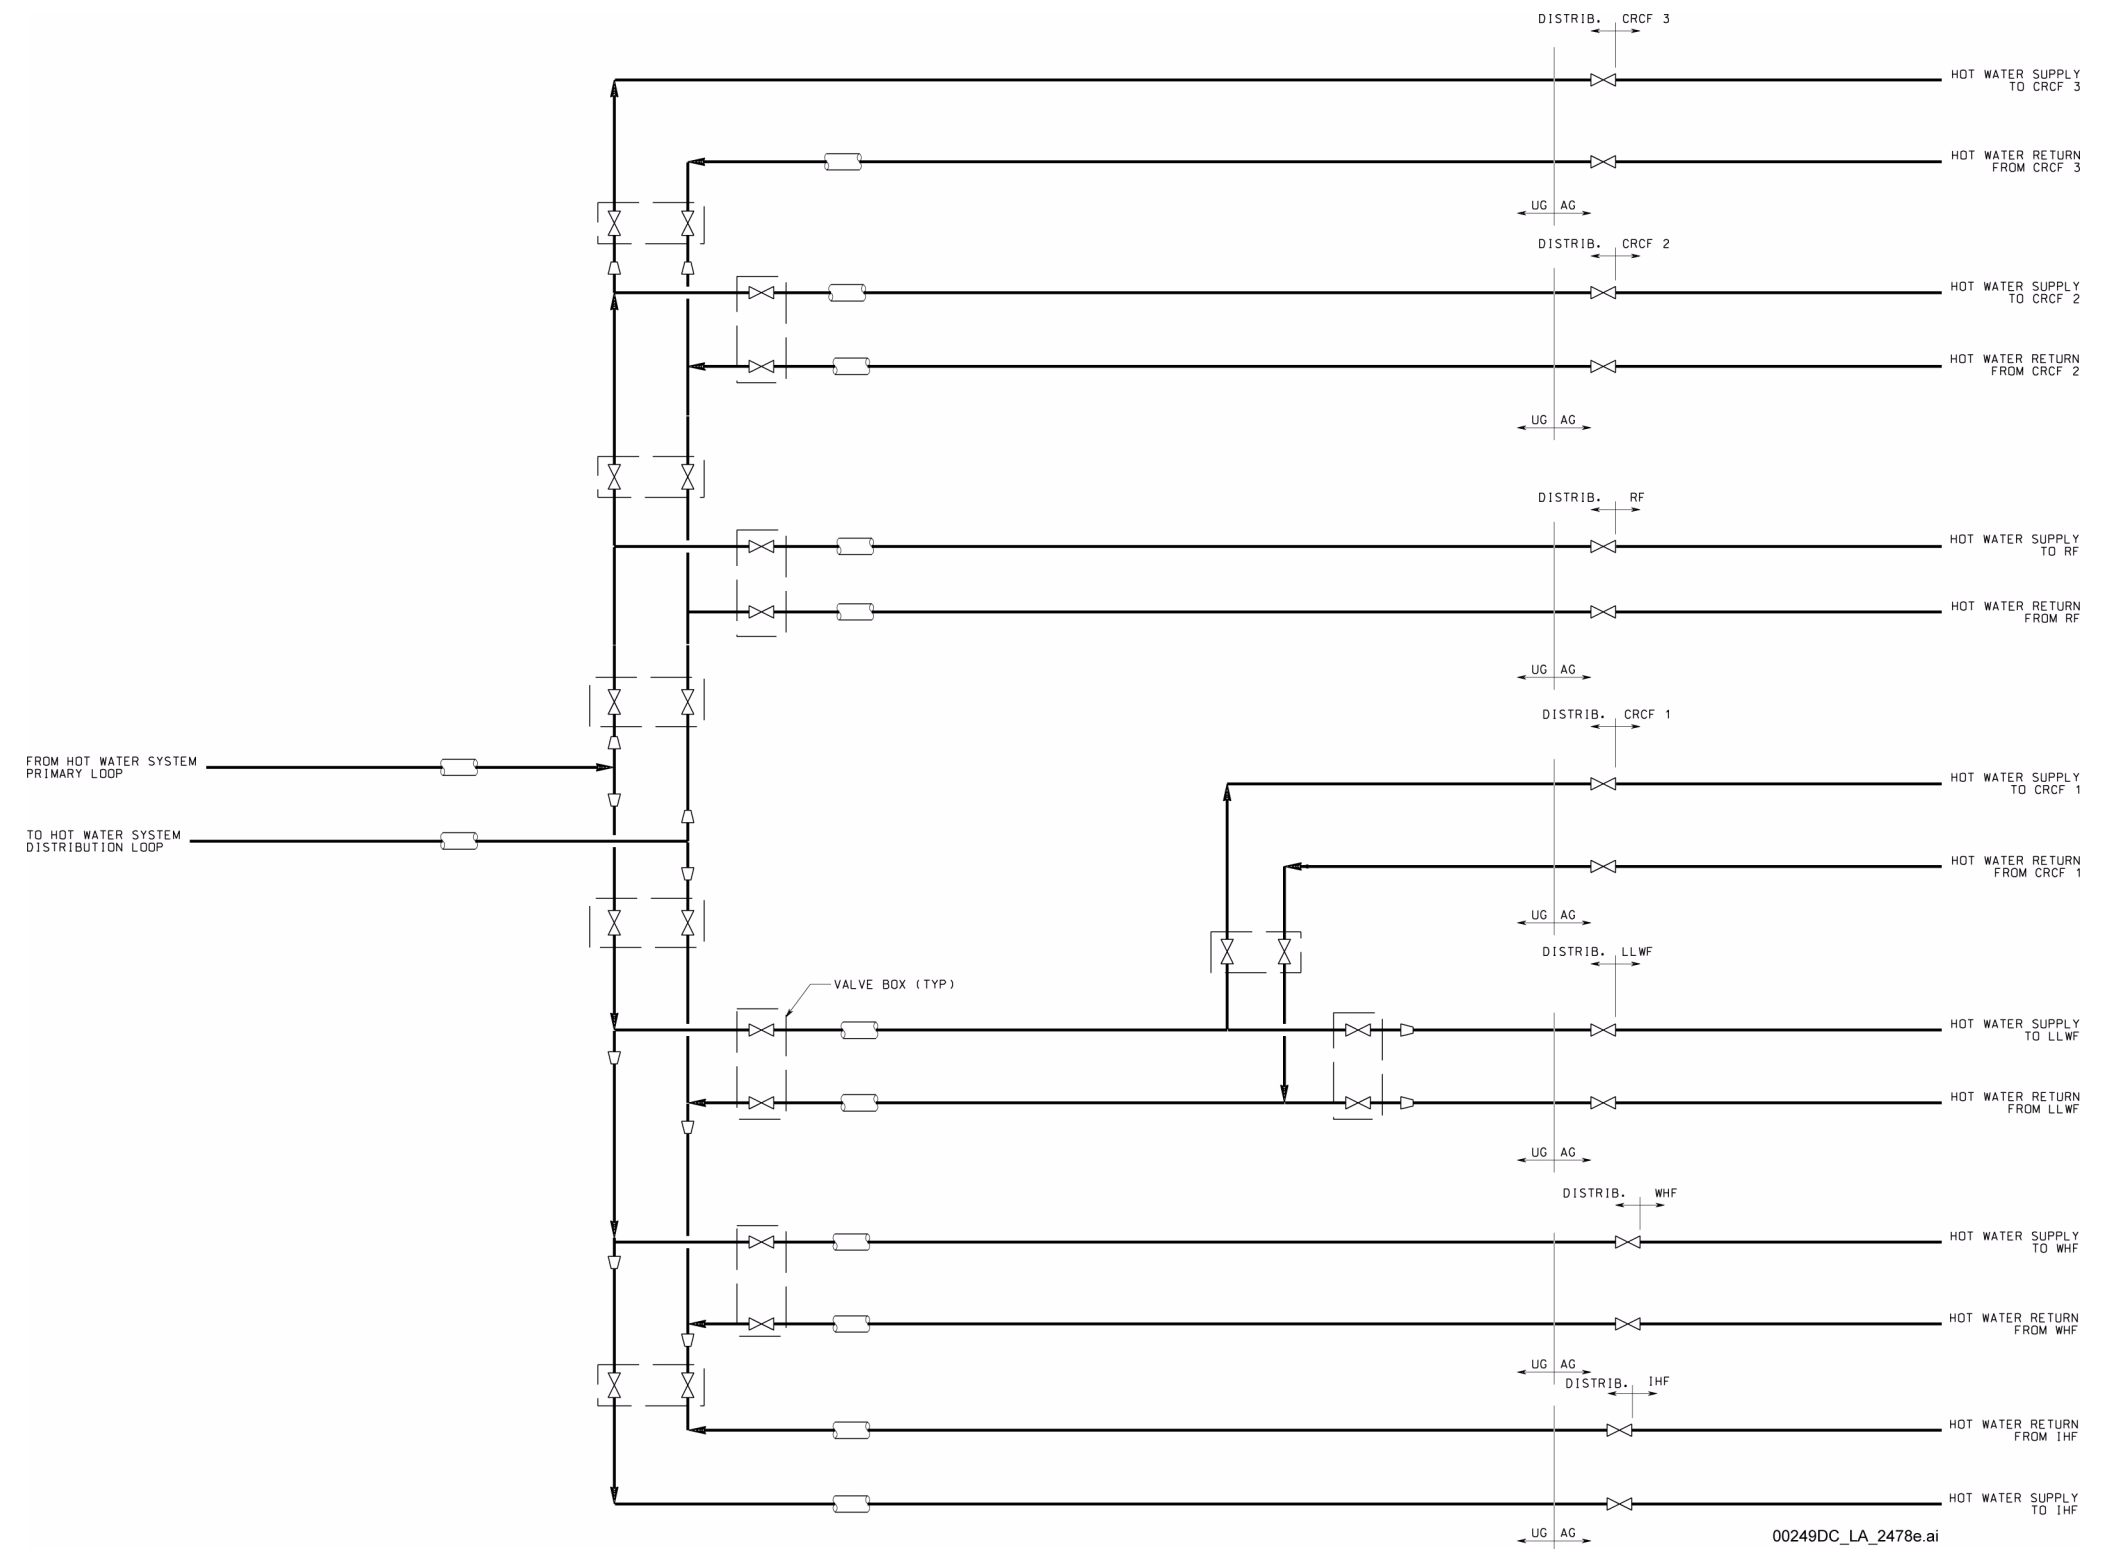 DISTRIB. CRCF 3
HOT WATER SUPPLY
TO CRCF 3
HOT WATER RETURN
FROM CRCF 3
UG AG
DISTRIB. CRCF 2
HOT WATER SUPPLY
TO CRCF 2
HOT WATER RETURN
FROM CRCF 2
UG AG
DISTRIB. RF
HOT WATER SUPPLY
TO RF
HOT WATER RETURN
FROM RF
UG AG
DISTRIB. CRCF 1
FROM HOT WATER SYSTEM
PRIMARY LOOP
HOT WATER SUPPLY
TO CRCF 1
TO HOT WATER SYSTEM
DISTRIBUTION LOOP
HOT WATER RETURN
FROM CRCF 1
UG AG
DISTRIB. LLWF
VALVE BOX (TYP)
HOT WATER SUPPLY
TO LLWF
HOT WATER RETURN
FROM LLWF
UG AG
DISTRIB. WHF
HOT WATER SUPPLY
TO WHF
HOT WATER RETURN
FROM WHF
UG AG
DISTRIB. IHF
HOT WATER RETURN
FROM IHF
HOT WATER SUPPLY
TO IHF
UG AG
00249DC_LA_2478e.ai